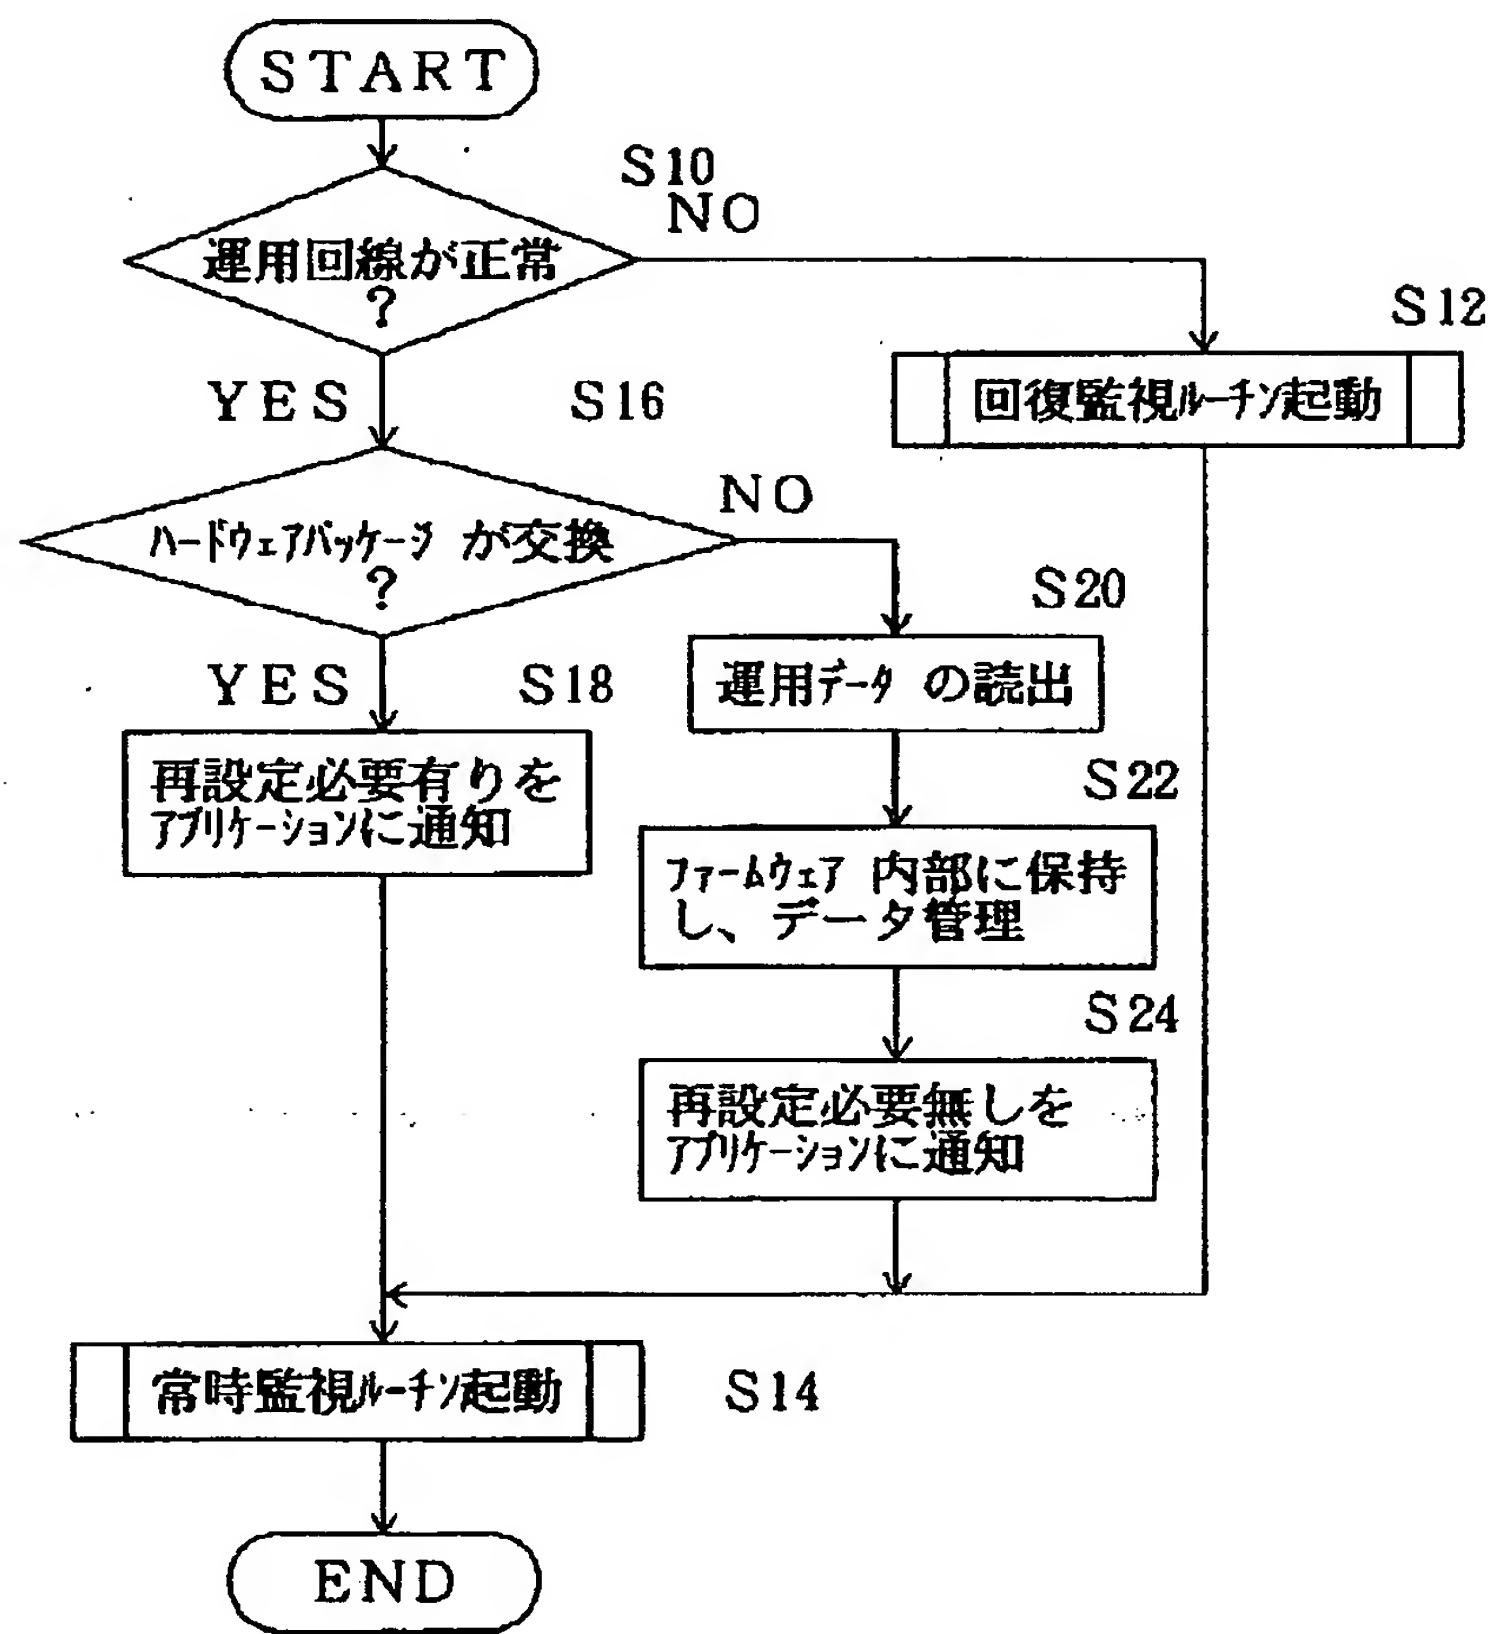 START
S10
NO
運用回線が正常
?
S12
回復監視ルーチン起動
YES
S16
NO
ハードウェアパッケージ が交換
?
S20
運用データ の読出
YES
S18
再設定必要有りを
アプリケーションに通知
S22
ファームウェア 内部に保持
し、データ管理
S24
再設定必要無しを
アプリケーションに通知
常時監視ルーチン起動
S14
END